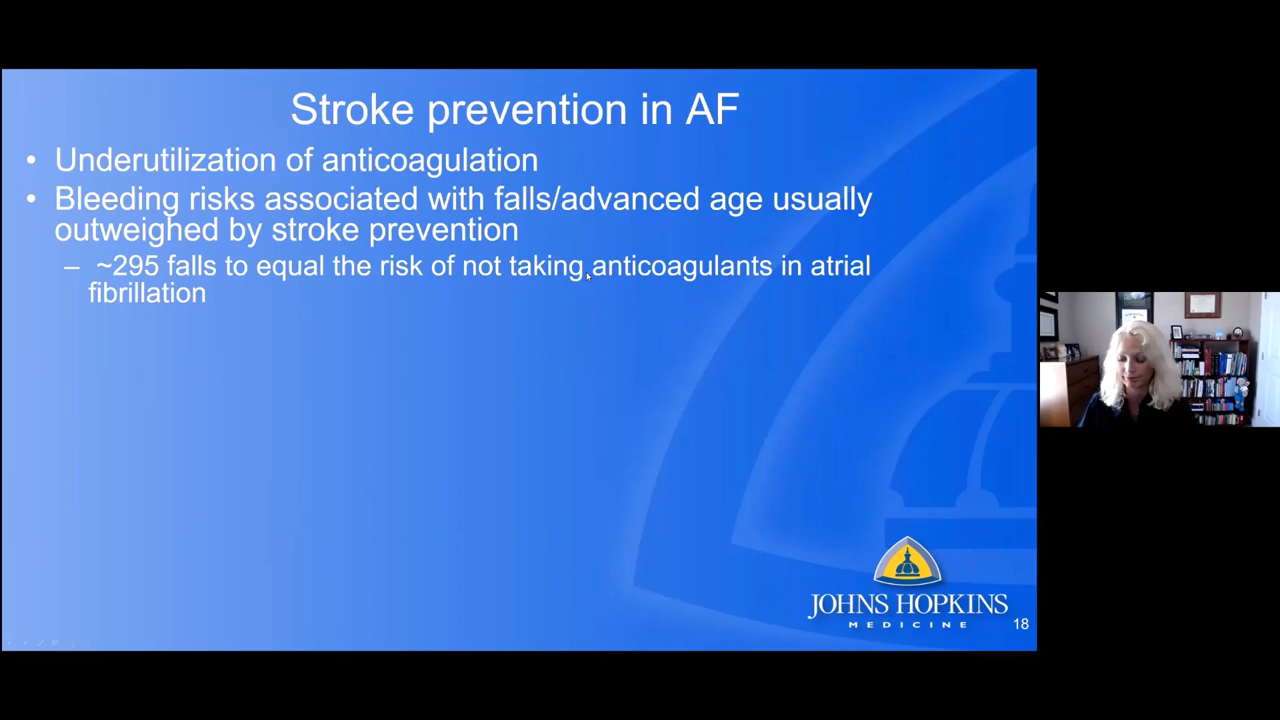 Stroke prevention in AF
• Underutilization of anticoagulation
• Bleeding risks associated with falls/advanced age usually
outweighed by stroke prevention
– ~295 falls to equal the risk of not taking anticoagulants in atrial
fibrillation
JOHNS HOPKINS
MEDICINE
18